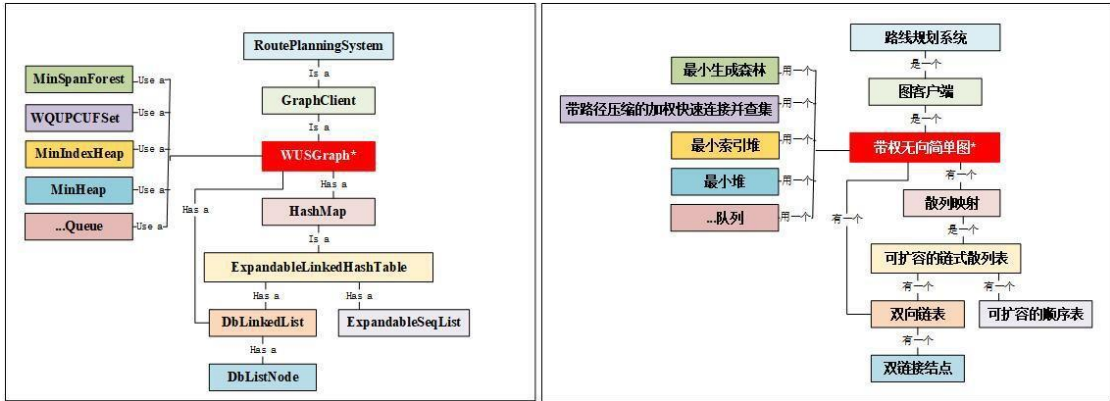 RoutePlanningSystem
Is a
GraphClient
Is a
WUSGraph*
MinSpanForest
Use a
WQUPCUFSet
Use a
MinIndexHeap
Use a
MinHeap
Use a
...Queue
Use a
Has a
Has a
HashMap
Is a
ExpandableLinkedHashTable
Has a
Has a
DbLinkedList
ExpandableSeqList
Has a
DbListNode
路线规划系统
是一个
图客户端
是一个
带权无向简单图*
最小生成森林
用一个
带路径压缩的加权快速连接并查集
用一个
最小索引堆
用一个
最小堆
用一个
...队列
用一个
有一个
有一个
散列映射
是一个
可扩容的链式散列表
有一个
有一个
双向链表
可扩容的顺序表
有一个
双链接结点